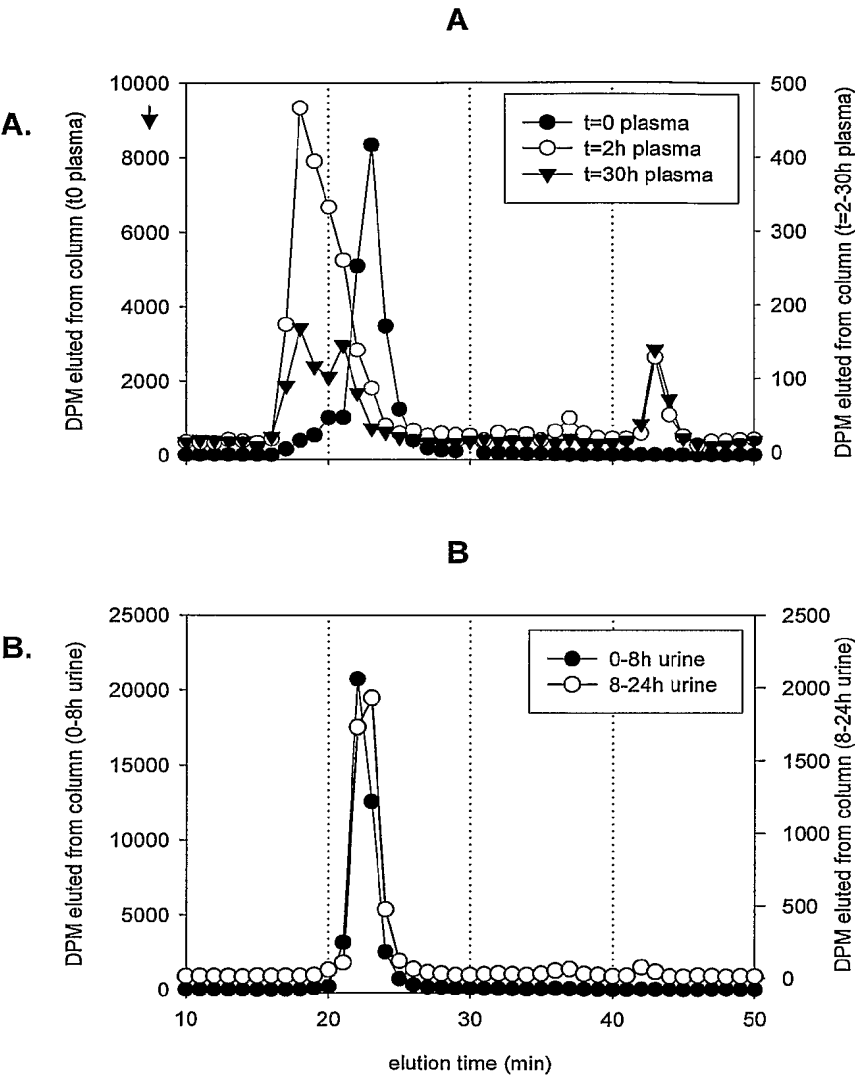 A
A.
DPM eluted from column (t0 plasma)
10000
8000
6000
4000
2000
0
t=0 plasma
t=2h plasma
t=30h plasma
500
400
300
200
100
0
DPM eluted from column (t=2-30h plasma)
B
B.
DPM eluted from column (0-8h urine)
25000
20000
15000
10000
5000
0
0-8h urine
8-24h urine
2500
2000
1500
1000
500
0
DPM eluted from column (8-24h urine)
10 20 30 40 50
elution time (min)